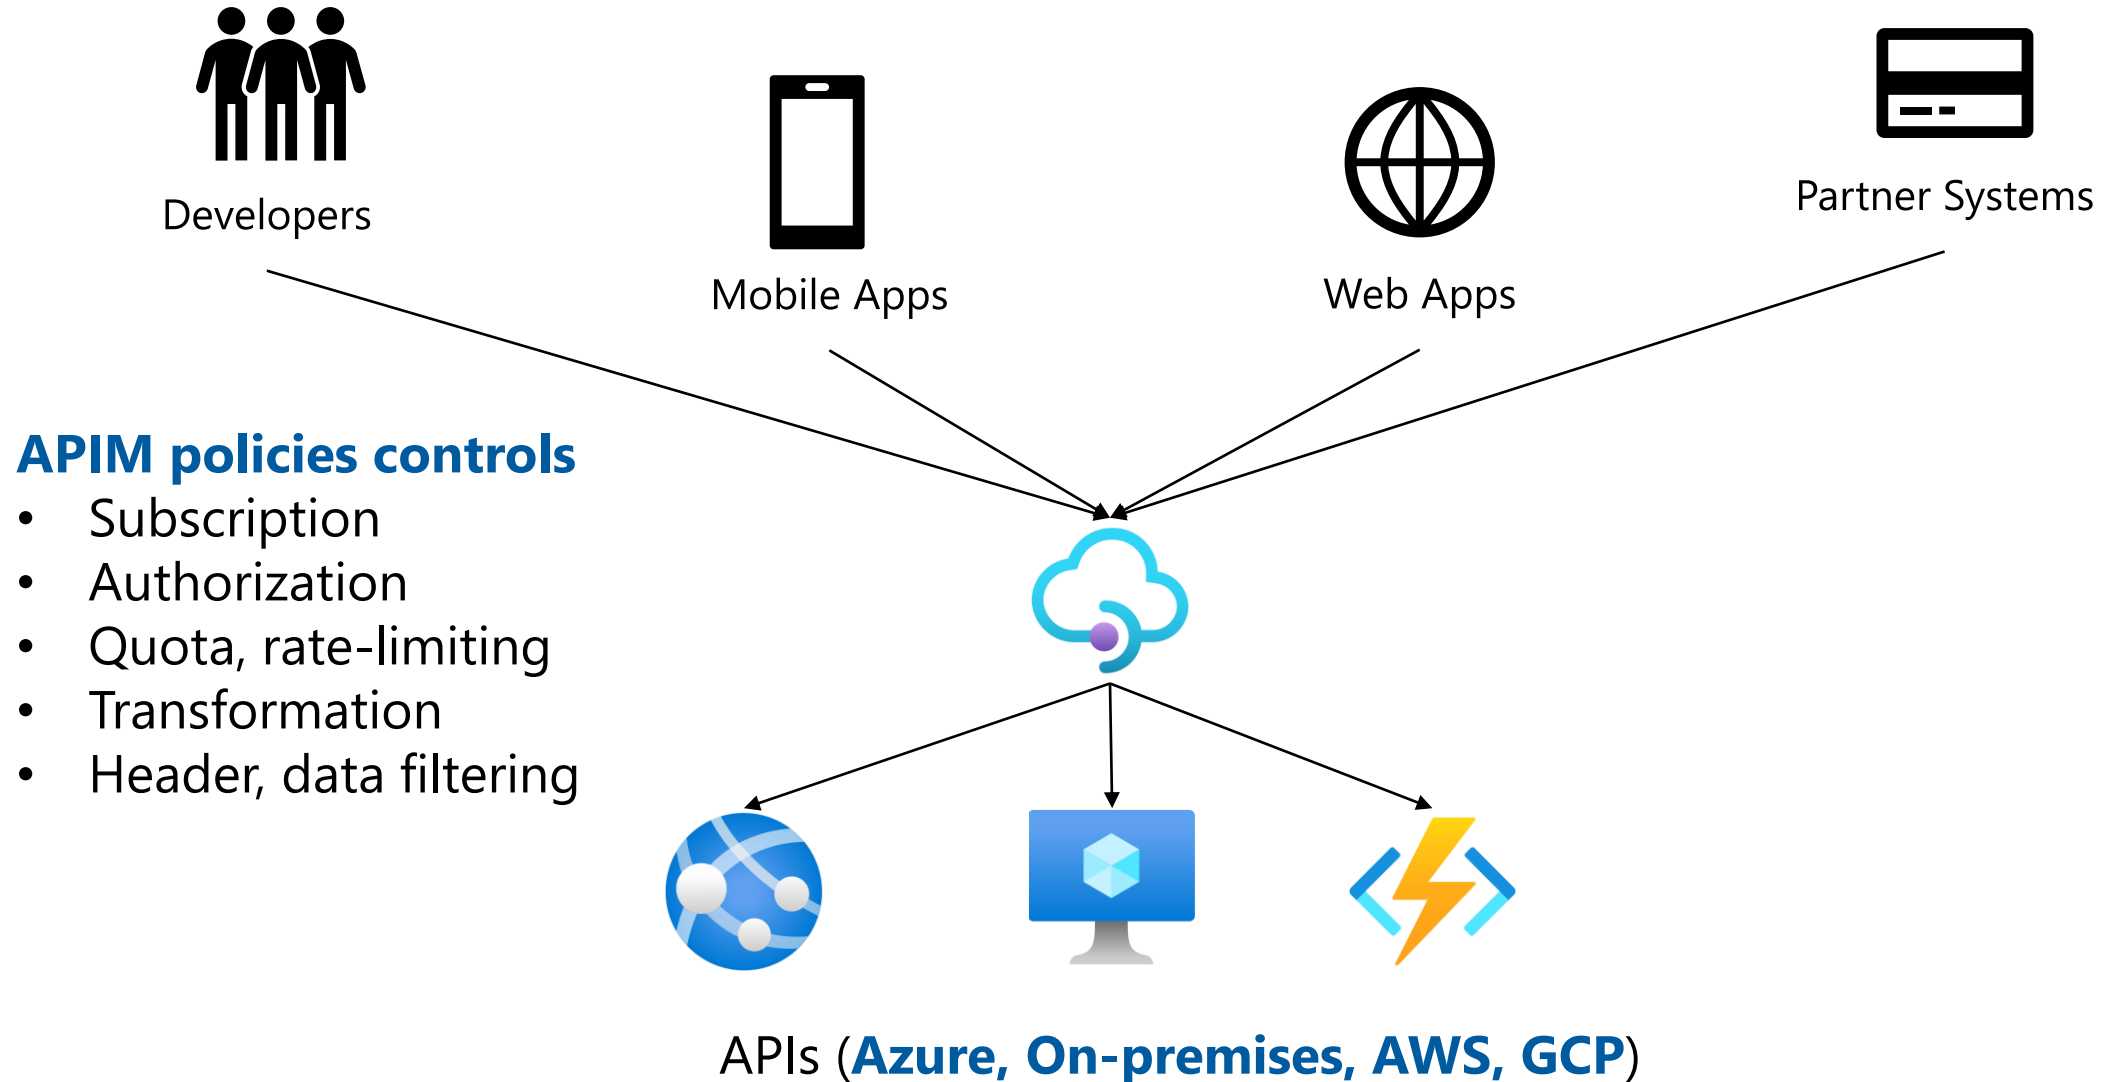 Developers
Mobile Apps
Web Apps
Partner Systems
APIM policies controls
• Subscription
• Authorization
• Quota, rate-limiting
• Transformation
• Header, data filtering
APIs (Azure, On-premises, AWS, GCP)